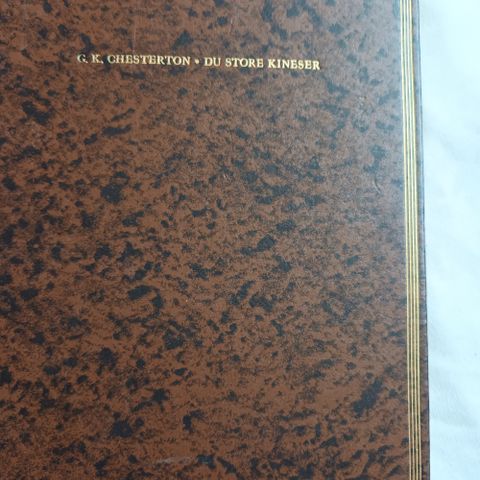 G. K. CHESTERTON • DU STORE KINESER